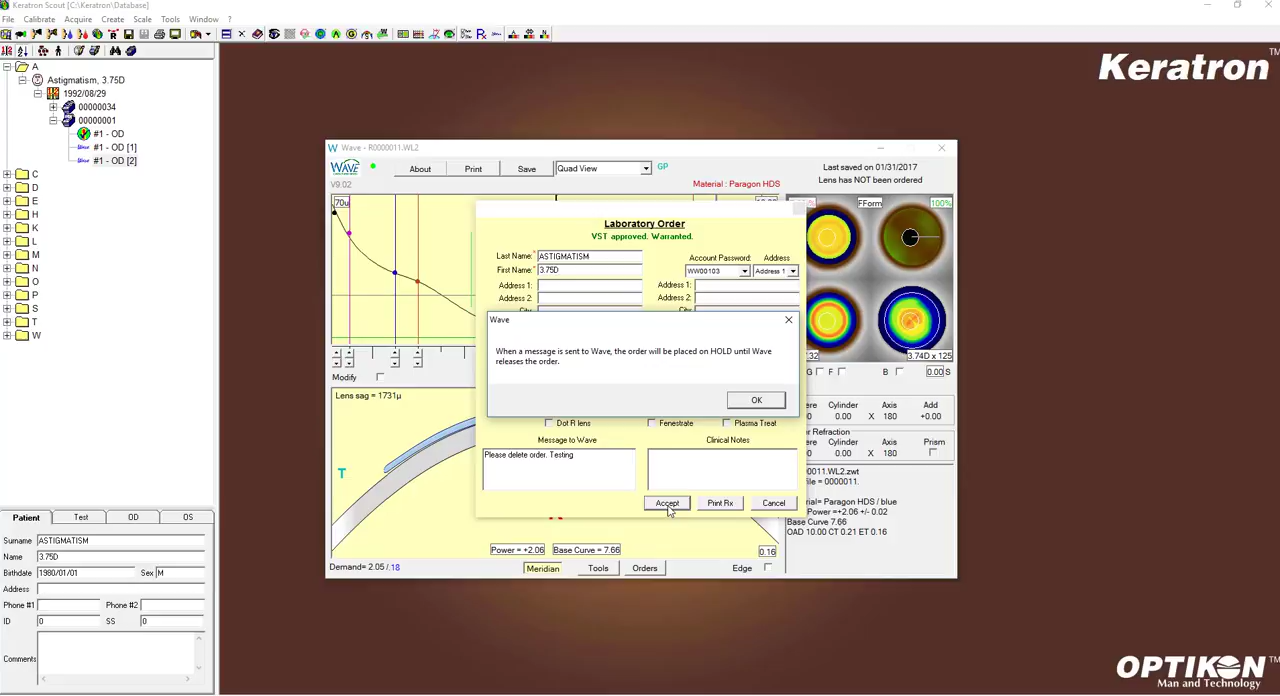 Keratron Scout [C:\Keratron\Database]
File Calibrate Acquire Create Scale Tools Window ?
A
Astigmatism, 3.75D
1992/08/29
00000034
00000001
#1 - OD
#1 - OD [1]
#1 - OD [2]
C
D
E
H
K
L
M
N
O
P
S
T
W
Patient Test OD OS
Surname ASTIGMATISM
Name 3.75D
Birthdate 1980/01/01 Sex M
Address
Phone #1 Phone #2
ID 0 SS 0
Comments
Keratron™
W Wave - R0000011.WL2
WAVE
V9.02
About Print Save Quad View GP
Last saved on 01/31/2017
Lens has NOT been ordered
Material : Paragon HDS
70u
FForm 100%
Laboratory Order
VST approved. Warranted.
Last Name:* ASTIGMATISM
First Name:* 3.75D
Account Password: Address
WW00103 Address 1
Address 1: Address 1:
Address 2: Address 2:
Wave
When a message is sent to Wave, the order will be placed on HOLD until Wave
releases the order.
OK
Dot R lens Fenestrate Plasma Treat
Message to Wave Clinical Notes
Please delete order. Testing
Accept Print Rx Cancel
Modify
Lens sag = 1731µ
T
3.74D x 125
G F B 0.00 S
Cylinder Axis Add
0.00 X 180 +0.00
Refraction
Cylinder Axis Prism
0.00 X 180
0011.WL2.zwt
file = 0000011.
Material= Paragon HDS / blue
Power =+2.06 +/- 0.02
Base Curve = 7.66
OAD 10.00 CT 0.21 ET 0.16
Power = +2.06 Base Curve = 7.66 0.16
Demand= 2.05 /.18 Meridian Tools Orders Edge
OPTIKON™
Man and Technology